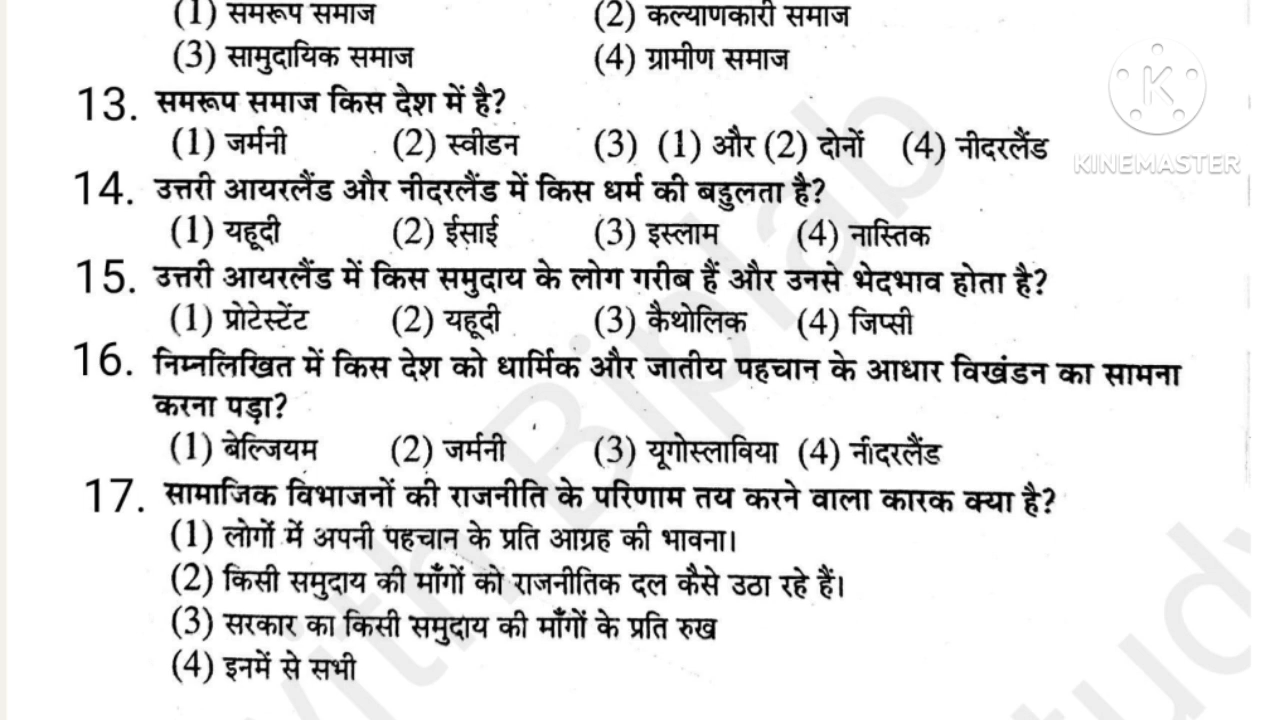 (1) समरूप समाज (2) कल्याणकारी समाज
(3) सामुदायिक समाज (4) ग्रामीण समाज
13. समरूप समाज किस देश में है?
(1) जर्मनी (2) स्वीडन (3) (1) और (2) दोनों (4) नीदरलैंड
KINEMASTER
14. उत्तरी आयरलैंड और नीदरलैंड में किस धर्म की बहुलता है?
(1) यहूदी (2) ईसाई (3) इस्लाम (4) नास्तिक
15. उत्तरी आयरलैंड में किस समुदाय के लोग गरीब हैं और उनसे भेदभाव होता है?
(1) प्रोटेस्टेंट (2) यहूदी (3) कैथोलिक (4) जिप्सी
16. निम्नलिखित में किस देश को धार्मिक और जातीय पहचान के आधार विखंडन का सामना
करना पड़ा?
(1) बेल्जियम (2) जर्मनी (3) यूगोस्लाविया (4) नीदरलैंड
17. सामाजिक विभाजनों की राजनीति के परिणाम तय करने वाला कारक क्या है?
(1) लोगों में अपनी पहचान के प्रति आग्रह की भावना।
(2) किसी समुदाय की माँगों को राजनीतिक दल कैसे उठा रहे हैं।
(3) सरकार का किसी समुदाय की माँगों के प्रति रुख
(4) इनमें से सभी
with Biplab